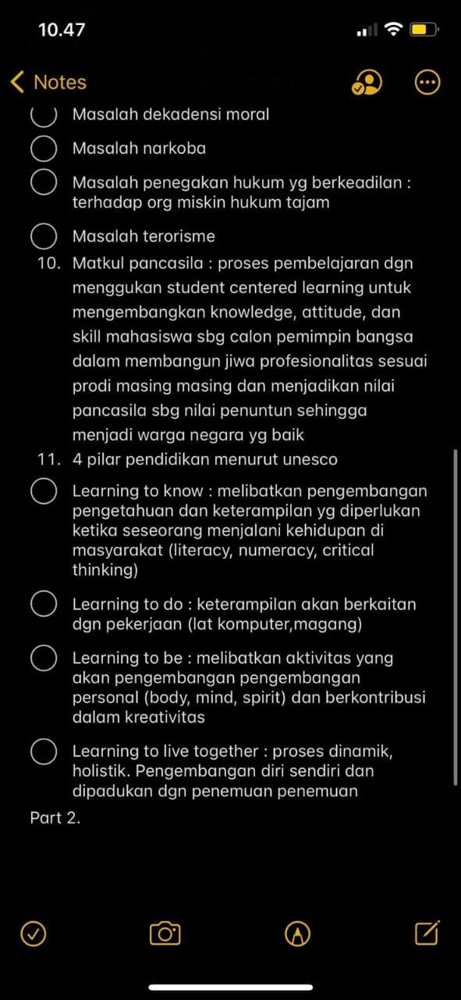 10.47
Notes
Masalah dekadensi moral
Masalah narkoba
Masalah penegakan hukum yg berkeadilan :
terhadap org miskin hukum tajam
Masalah terorisme
10. Matkul pancasila : proses pembelajaran dgn
menggukan student centered learning untuk
mengembangkan knowledge, attitude, dan
skill mahasiswa sbg calon pemimpin bangsa
dalam membangun jiwa profesionalitas sesuai
prodi masing masing dan menjadikan nilai
pancasila sbg nilai penuntun sehingga
menjadi warga negara yg baik
11. 4 pilar pendidikan menurut unesco
Learning to know : melibatkan pengembangan
pengetahuan dan keterampilan yg diperlukan
ketika seseorang menjalani kehidupan di
masyarakat (literacy, numeracy, critical
thinking)
Learning to do : keterampilan akan berkaitan
dgn pekerjaan (lat komputer,magang)
Learning to be : melibatkan aktivitas yang
akan pengembangan pengembangan
personal (body, mind, spirit) dan berkontribusi
dalam kreativitas
Learning to live together : proses dinamik,
holistik. Pengembangan diri sendiri dan
dipadukan dgn penemuan penemuan
Part 2.